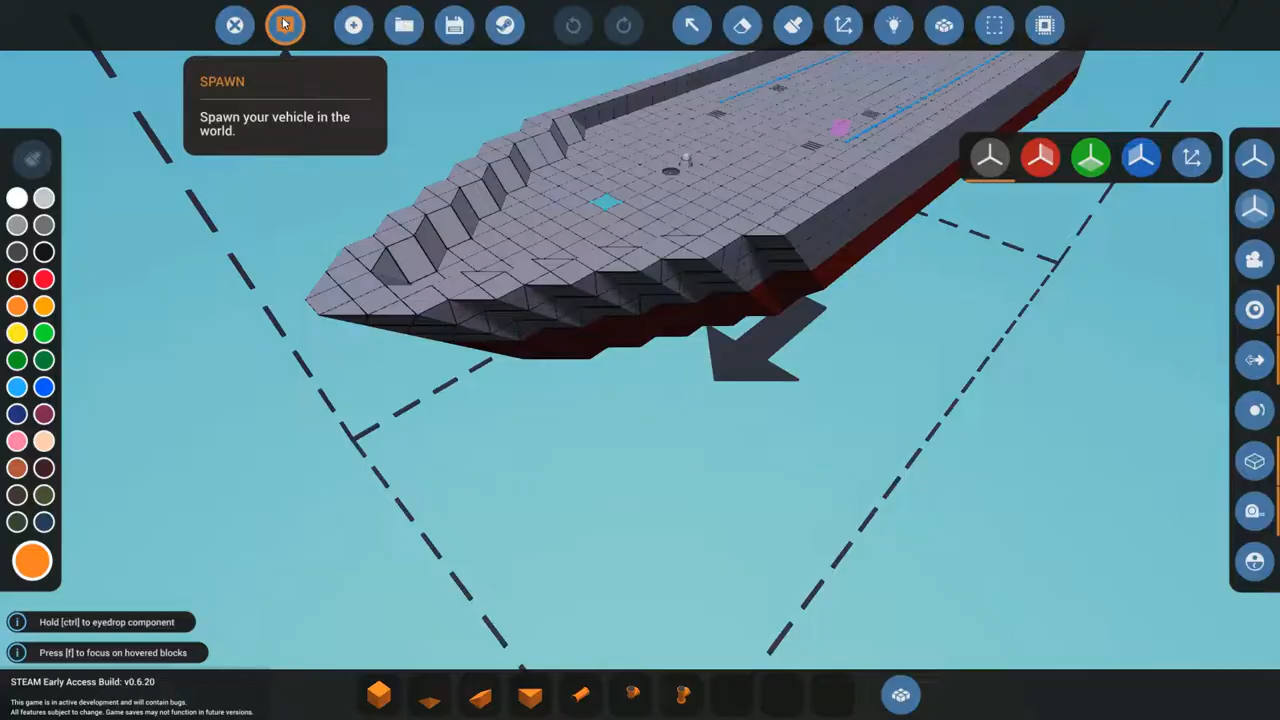 SPAWN
Spawn your vehicle in the
world.
Hold [ctrl] to eyedrop component
Press [f] to focus on hovered blocks
STEAM Early Access Build: v0.6.20
This game is in active development and will contain bugs.
All features subject to change. Game saves may not function in future versions.